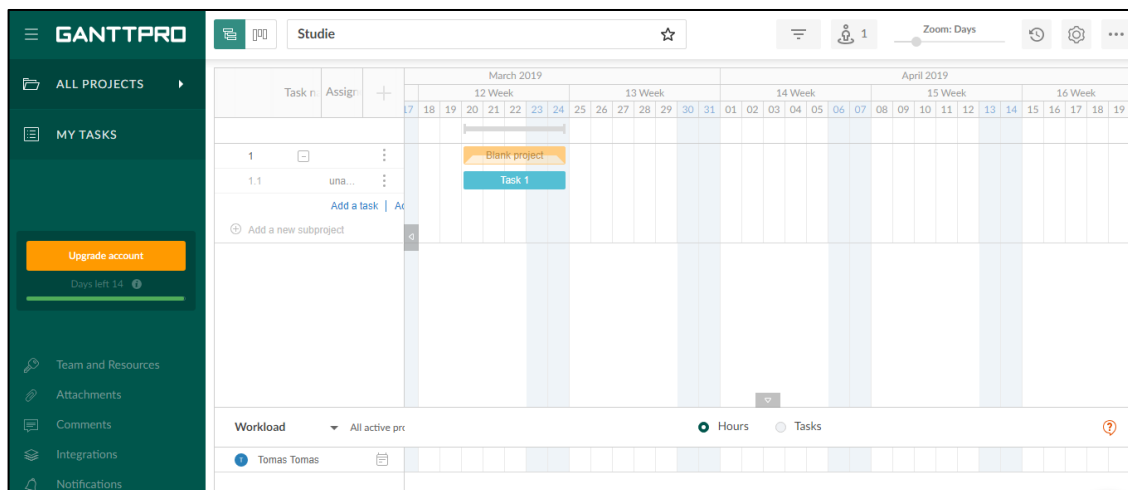 GANTTPRO
Studie
1
Zoom: Days
ALL PROJECTS
MY TASKS
Upgrade account
Days left 14
Team and Resources
Attachments
Comments
Integrations
Notifications
Task n
Assign
March 2019
April 2019
12 Week
13 Week
14 Week
15 Week
16 Week
17 18 19 20 21 22 23 24 25 26 27 28 29 30 31 01 02 03 04 05 06 07 08 09 10 11 12 13 14 15 16 17 18 19
1
Blank project
1.1
una...
Task 1
Add a task | Ad
Add a new subproject
Workload
All active pro
Hours
Tasks
?
T
Tomas Tomas